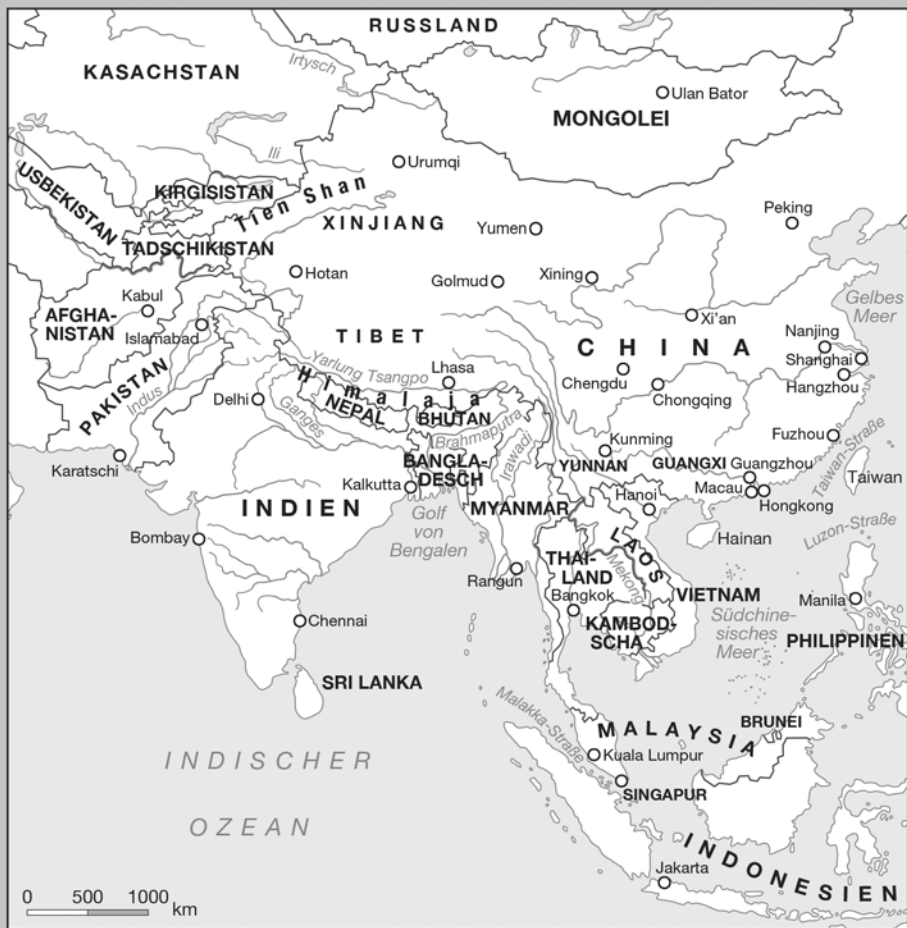 RUSSLAND
Irtysch
KASACHSTAN
Ulan Bator
MONGOLEI
Ili
Urumqi
USBEKISTAN
KIRGISISTAN
Tien Shan
XINJIANG
Peking
Yumen
TADSCHIKISTAN
Hotan
Golmud
Xining
Kabul
AFGHA-
NISTAN
Islamabad
Gelbes
Meer
Xi'an
TIBET
CHINA
Nanjing
Shanghai
Hangzhou
PAKISTAN
Indus
Yarlung Tsangpo
Lhasa
Himalaja
Chengdu
Chongqing
Delhi
NEPAL
BHUTAN
Ganges
Brahmaputra
Irawadi
Kunming
Fuzhou
Taiwan-Straße
Karatschi
BANGLA-
DESCH
YUNNAN
GUANGXI
Guangzhou
Taiwan
Kalkutta
Hanoi
Macau
Hongkong
INDIEN
MYANMAR
Golf
von
Bengalen
Hainan
Luzon-Straße
Bombay
LAOS
THAI-
LAND
Mekong
Rangun
Bangkok
VIETNAM
Manila
Chennai
KAMBOD-
SCHA
Südchine-
sisches
Meer
PHILIPPINEN
SRI LANKA
Malakka-Straße
MALAYSIA
BRUNEI
Kuala Lumpur
INDISCHER
OZEAN
SINGAPUR
INDONESIEN
Jakarta
0 500 1000
km